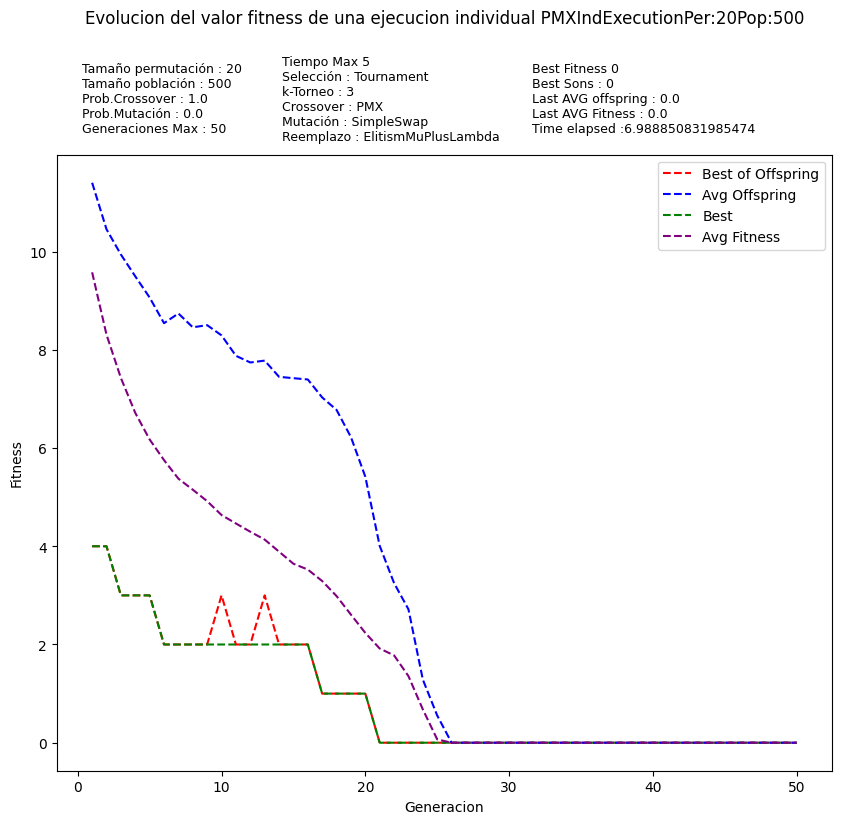 Evolucion del valor fitness de una ejecucion individual PMXIndExecutionPer:20Pop:500
Tamaño permutación : 20
Tamaño población : 500
Prob.Crossover : 1.0
Prob.Mutación : 0.0
Generaciones Max : 50
Tiempo Max 5
Selección : Tournament
k-Torneo : 3
Crossover : PMX
Mutación : SimpleSwap
Reemplazo : ElitismMuPlusLambda
Best Fitness 0
Best Sons : 0
Last AVG offspring : 0.0
Last AVG Fitness : 0.0
Time elapsed :6.988850831985474
Best of Offspring
Avg Offspring
Best
Avg Fitness
Fitness
10
8
6
4
2
0
0 10 20 30 40 50
Generacion